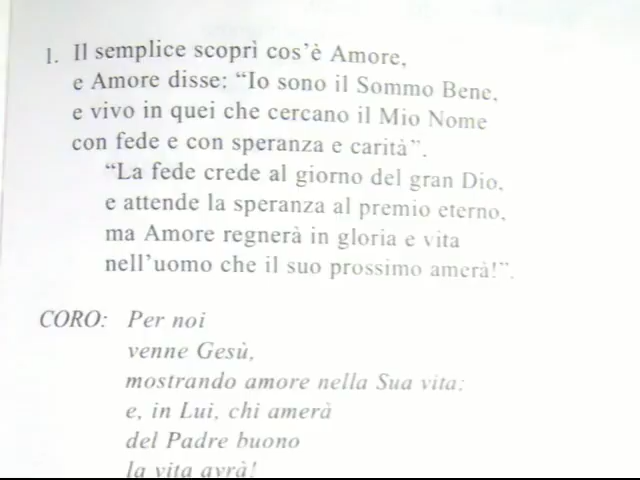 1. Il semplice scoprì cos'è Amore,
e Amore disse: “Io sono il Sommo Bene,
e vivo in quei che cercano il Mio Nome
con fede e con speranza e carità”.
“La fede crede al giorno del gran Dio,
e attende la speranza al premio eterno,
ma Amore regnerà in gloria e vita
nell'uomo che il suo prossimo amerà!”.
CORO: Per noi
venne Gesù,
mostrando amore nella Sua vita;
e, in Lui, chi amerà
del Padre buono
la vita avrà!